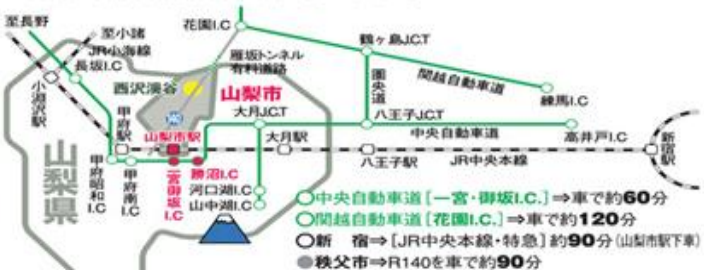 至長野
至小諸
JR小海線
長坂I.C
小淵沢駅
花園I.C
雁坂トンネル
有料道路
鶴ヶ島J.C.T
関越自動車道
練馬I.C
圏央道
西沢渓谷
山梨市
140
大月J.C.T
八王子J.C.T
中央自動車道
高井戸I.C
甲府駅
山梨市駅
大月駅
八王子駅
JR中央本線
新宿駅
山梨県
甲府昭和I.C
甲府南I.C
一宮御坂I.C
勝沼I.C
河口湖I.C
山中湖I.C
○中央自動車道[一宮・御坂I.C.]⇒車で約60分
○関越自動車道[花園I.C.]⇒車で約120分
○新　宿⇒[JR中央本線・特急]約90分(山梨市駅下車)
●秩父市⇒R140を車で約90分